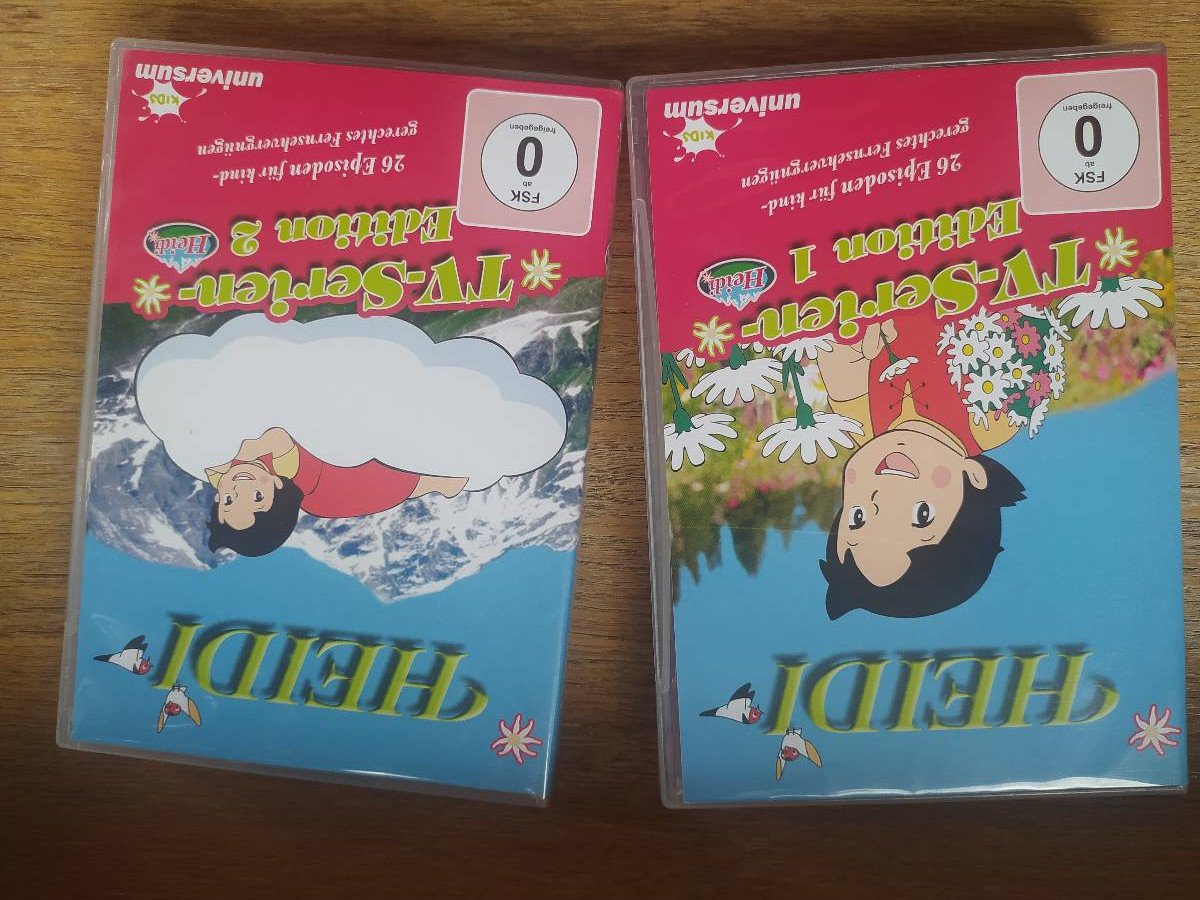 HEIDI
TV-Serien-
Edition 1
Heidi
26 Episoden für kind-
gerechtes Fernsehvergnügen
FSK
ab
0
freigegeben
KIDS
universum
HEIDI
TV-Serien-
Edition 2
Heidi
26 Episoden für kind-
gerechtes Fernsehvergnügen
FSK
ab
0
freigegeben
KIDS
universum